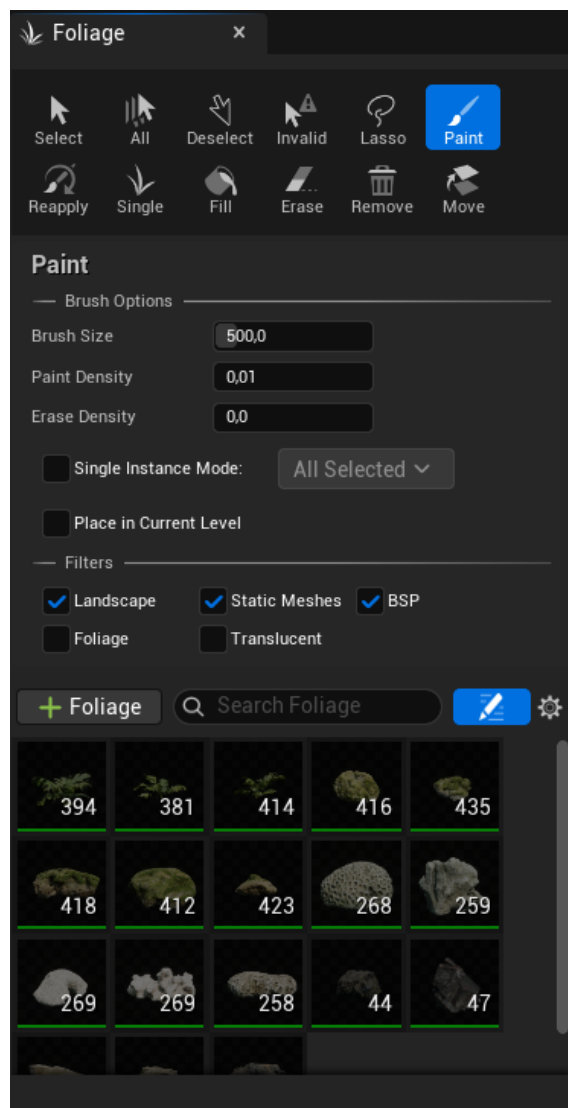 Foliage ×
Select All Deselect Invalid Lasso Paint
Reapply Single Fill Erase Remove Move
Paint
Brush Options
Brush Size 500,0
Paint Density 0,01
Erase Density 0,0
Single Instance Mode: All Selected
Place in Current Level
Filters
Landscape Static Meshes BSP
Foliage Translucent
+ Foliage Search Foliage
394 381 414 416 435
418 412 423 268 259
269 269 258 44 47